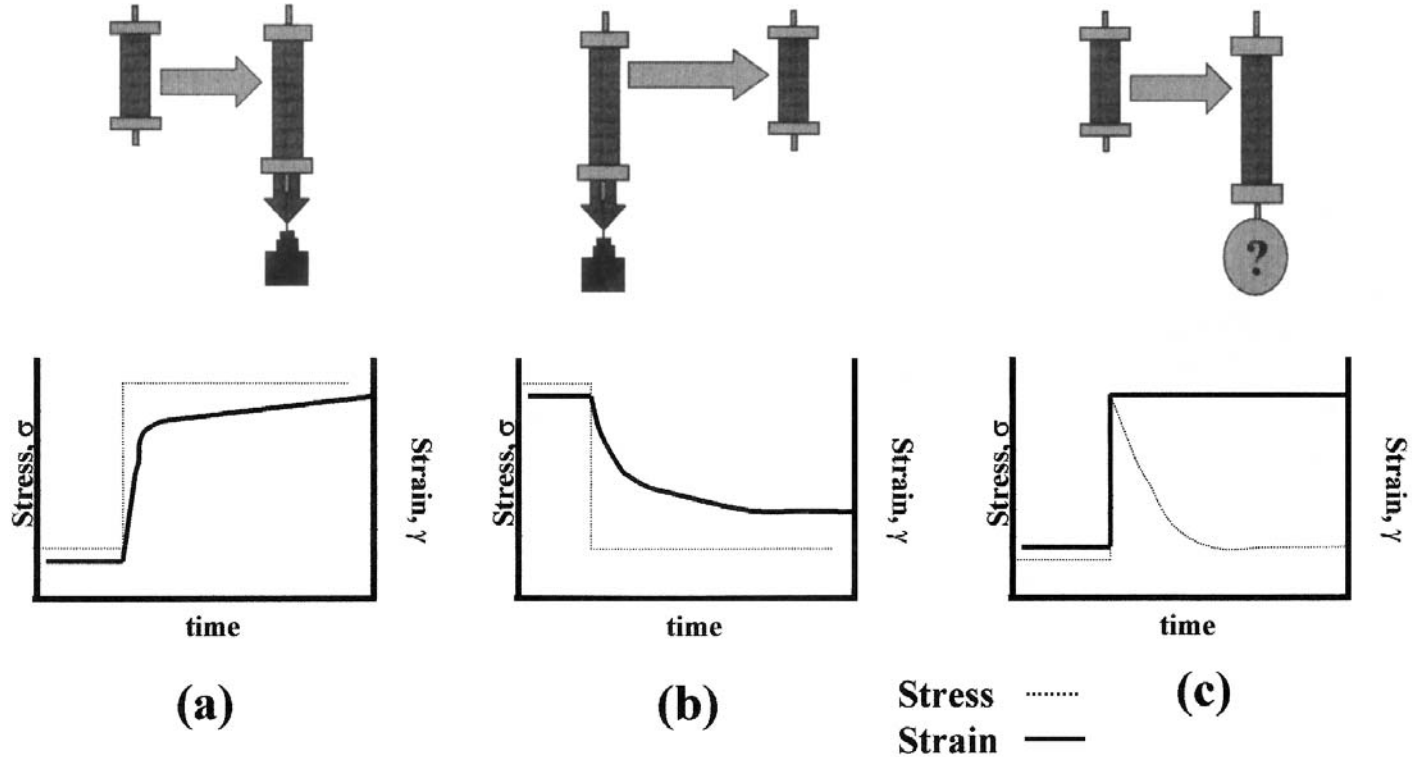 ?
Stress, σ
Strain, γ
time
Stress, σ
Strain, γ
time
Stress, σ
Strain, γ
time
(a)
(b)
(c)
Stress
Strain